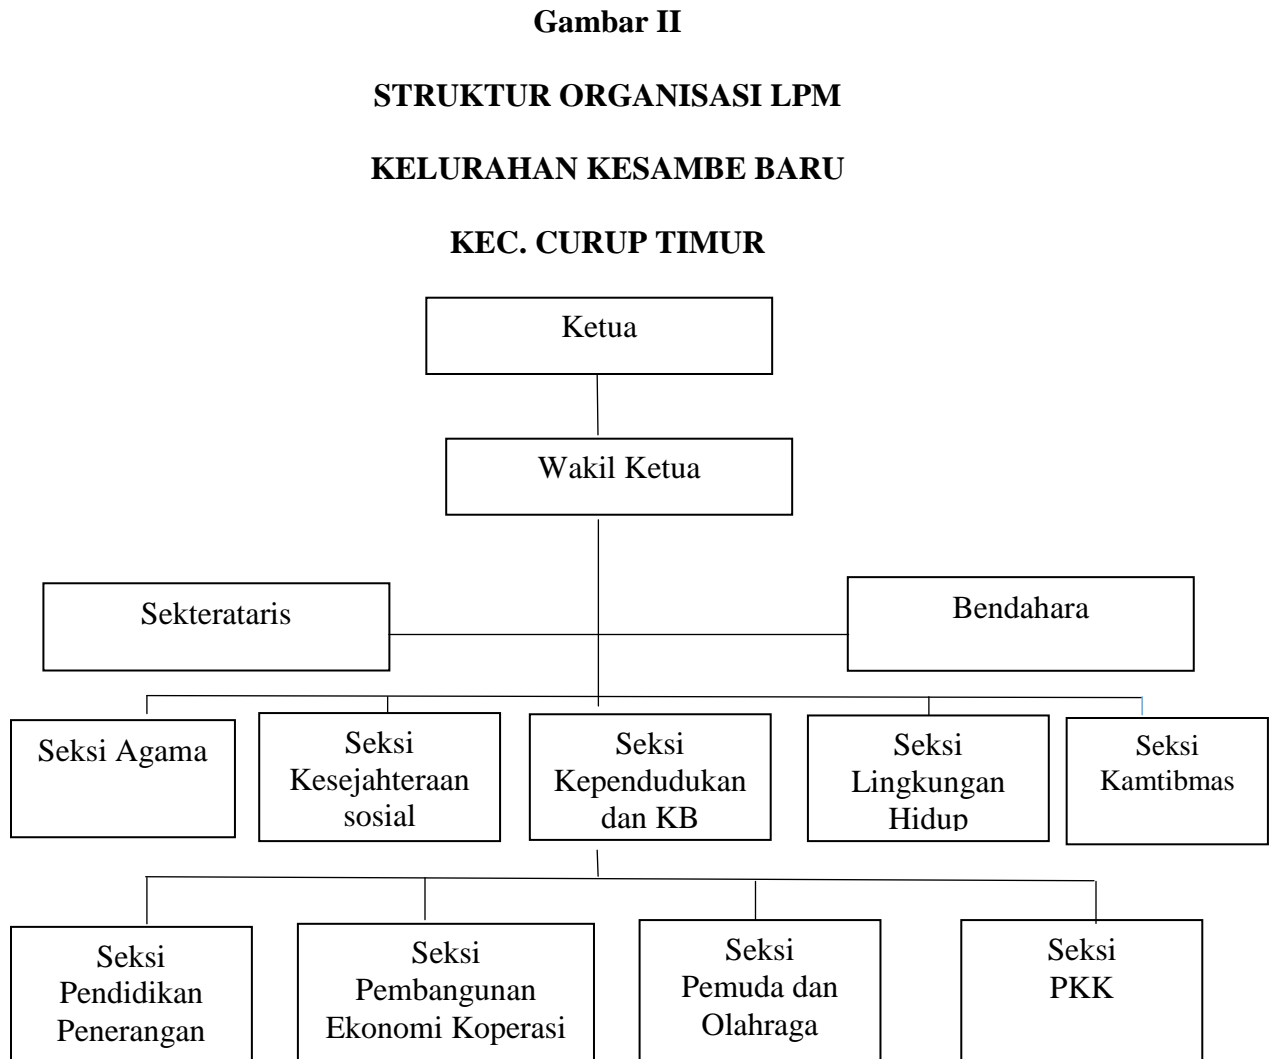 Gambar II
STRUKTUR ORGANISASI LPM
KELURAHAN KESAMBE BARU
KEC. CURUP TIMUR
Ketua
Wakil Ketua
Sekterataris
Bendahara
Seksi Agama
Seksi
Kesejahteraan
sosial
Seksi
Kependudukan
dan KB
Seksi
Lingkungan
Hidup
Seksi
Kamtibmas
Seksi
Pendidikan
Penerangan
Seksi
Pembangunan
Ekonomi Koperasi
Seksi
Pemuda dan
Olahraga
Seksi
PKK